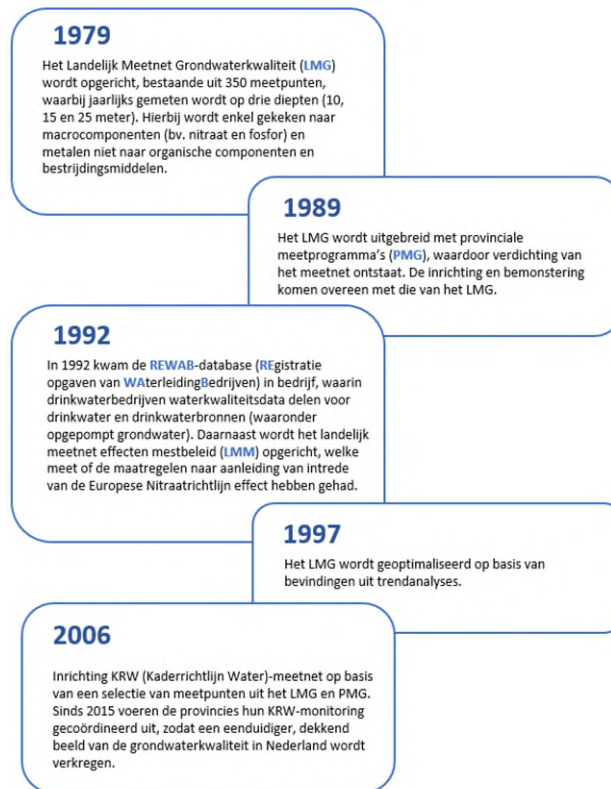 1979
Het Landelijk Meetnet Grondwaterkwaliteit (LMG)
wordt opgericht, bestaande uit 350 meetpunten,
waarbij jaarlijks gemeten wordt op drie diepten (10,
15 en 25 meter). Hierbij wordt enkel gekeken naar
macrocomponenten (bv. nitraat en fosfor) en
metalen niet naar organische componenten en
bestrijdingsmiddelen.
1989
Het LMG wordt uitgebreid met provinciale
meetprogramma's (PMG), waardoor verdichting van
het meetnet ontstaat. De inrichting en bemonstering
komen overeen met die van het LMG.
1992
In 1992 kwam de REWAB-database (REgistratie
opgaven van WAterleidingBedrijven) in bedrijf, waarin
drinkwaterbedrijven waterkwaliteitsdata delen voor
drinkwater en drinkwaterbronnen (waaronder
opgepompt grondwater). Daarnaast wordt het landelijk
meetnet effecten mestbeleid (LMM) opgericht, welke
meet of de maatregelen naar aanleiding van intrede
van de Europese Nitraatrichtlijn effect hebben gehad.
1997
Het LMG wordt geoptimaliseerd op basis van
bevindingen uit trendanalyses.
2006
Inrichting KRW (Kaderrichtlijn Water)-meetnet op basis
van een selectie van meetpunten uit het LMG en PMG.
Sinds 2015 voeren de provincies hun KRW-monitoring
gecoördineerd uit, zodat een eenduidiger, dekkend
beeld van de grondwaterkwaliteit in Nederland wordt
verkregen.